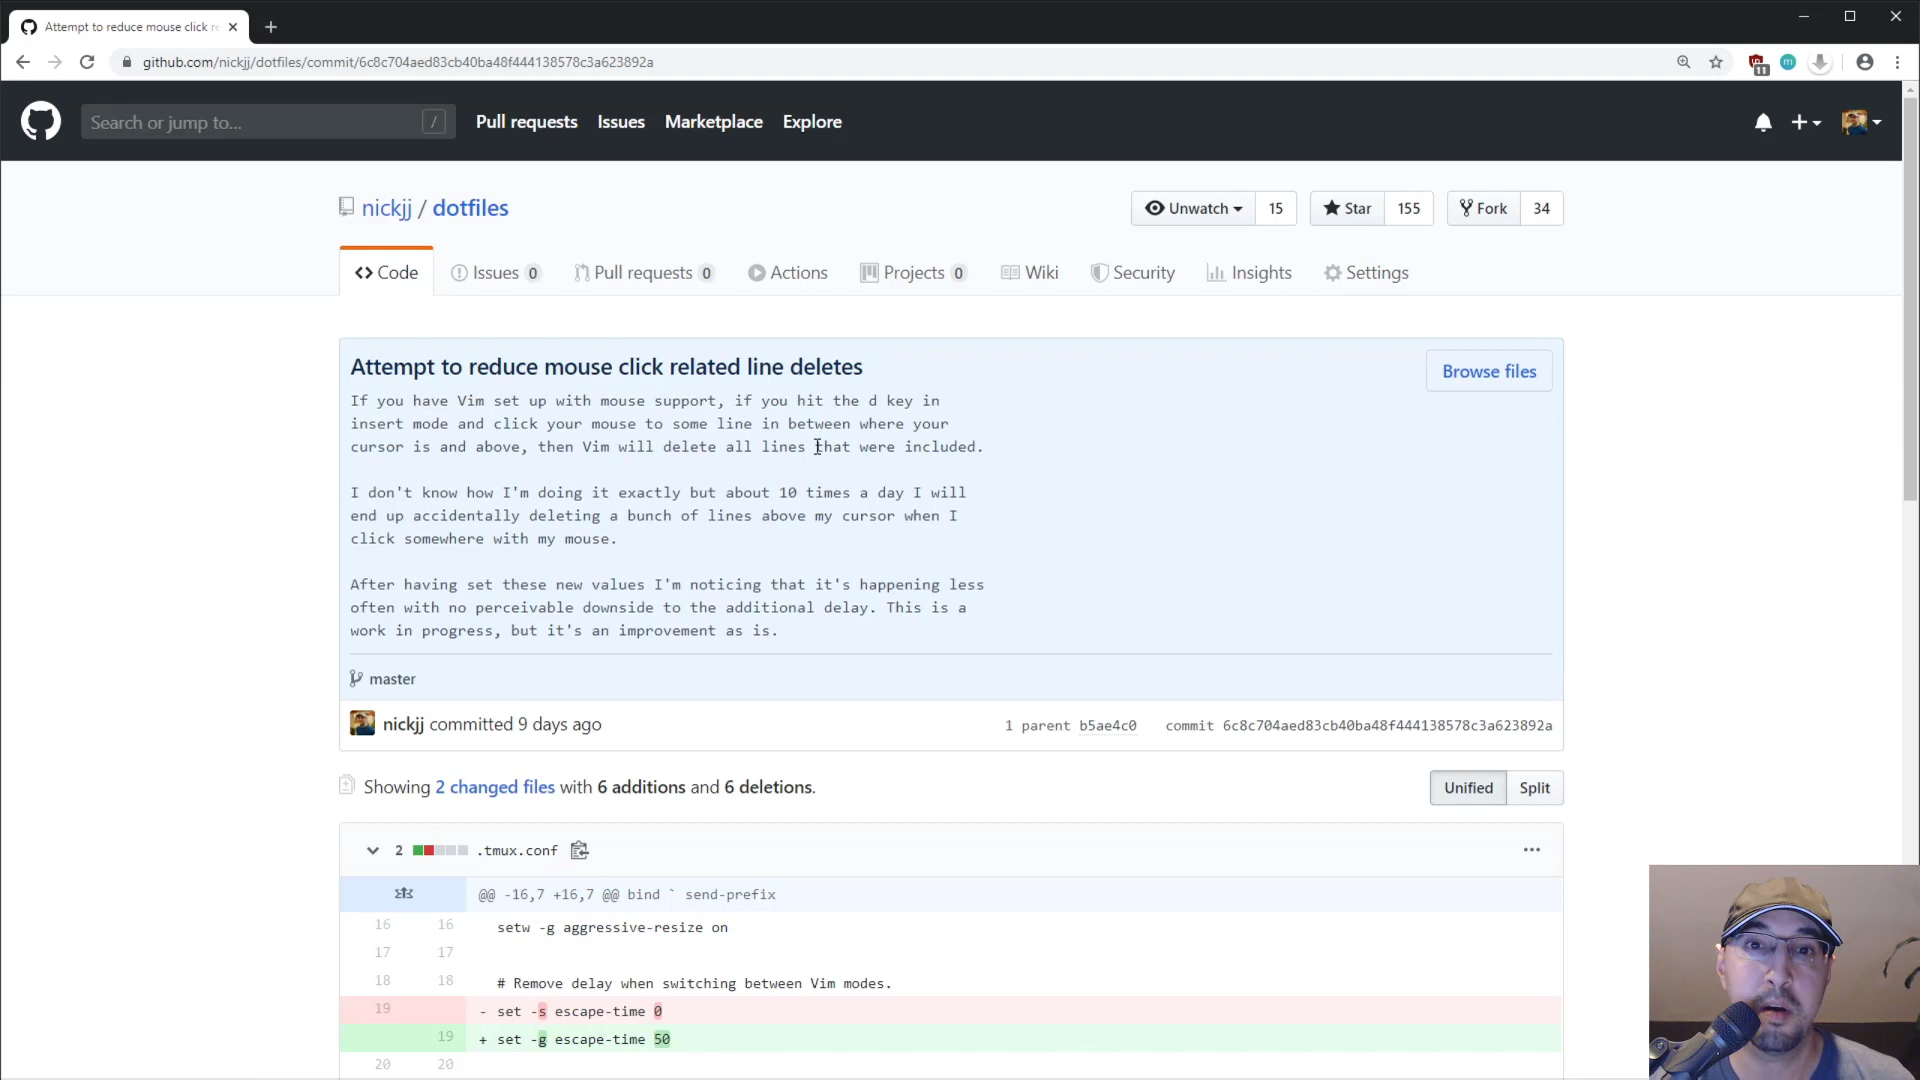 Attempt to reduce mouse click re
github.com/nickjj/dotfiles/commit/6c8c704aed83cb40ba48f444138578c3a623892a
11
m
Search or jump to...
/
Pull requests
Issues
Marketplace
Explore
nickjj / dotfiles
Unwatch 15
Star 155
Fork 34
Code
Issues 0
Pull requests 0
Actions
Projects 0
Wiki
Security
Insights
Settings
Attempt to reduce mouse click related line deletes
Browse files
If you have Vim set up with mouse support, if you hit the d key in
insert mode and click your mouse to some line in between where your
cursor is and above, then Vim will delete all lines that were included.
I don't know how I'm doing it exactly but about 10 times a day I will
end up accidentally deleting a bunch of lines above my cursor when I
click somewhere with my mouse.
After having set these new values I'm noticing that it's happening less
often with no perceivable downside to the additional delay. This is a
work in progress, but it's an improvement as is.
master
nickjj committed 9 days ago
1 parent b5ae4c0 commit 6c8c704aed83cb40ba48f444138578c3a623892a
Showing 2 changed files with 6 additions and 6 deletions.
Unified
Split
2 .tmux.conf
@@ -16,7 +16,7 @@ bind ` send-prefix
16 16 setw -g aggressive-resize on
17 17
18 18 # Remove delay when switching between Vim modes.
19 - set -s escape-time 0
19 + set -g escape-time 50
20 20